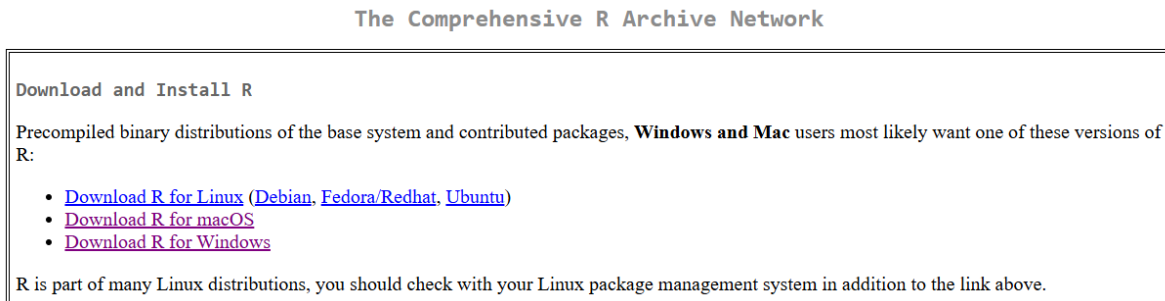 The Comprehensive R Archive Network
Download and Install R
Precompiled binary distributions of the base system and contributed packages, Windows and Mac users most likely want one of these versions of
R:
Download R for Linux (Debian, Fedora/Redhat, Ubuntu)
Download R for macOS
Download R for Windows
R is part of many Linux distributions, you should check with your Linux package management system in addition to the link above.